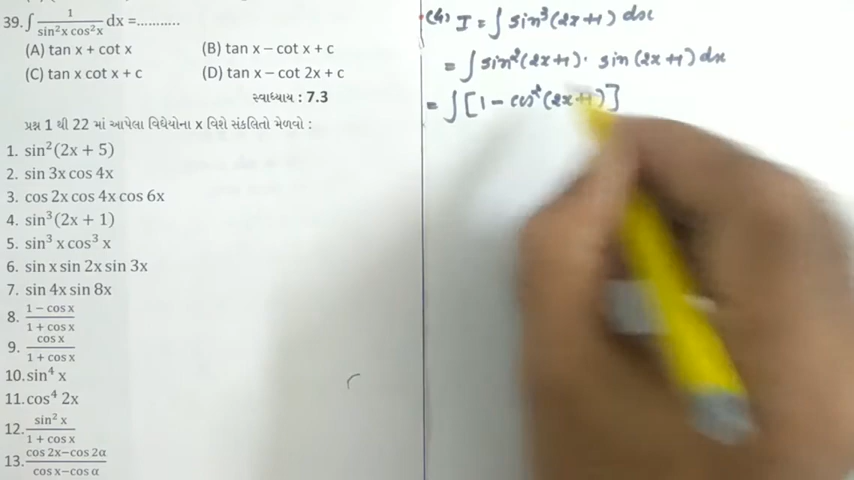 39. ∫ 1/(sin²x cos²x) dx =..........
(A) tan x + cot x (B) tan x – cot x + c
(C) tan x cot x + c (D) tan x – cot 2x + c
સ્વાધ્યાય : 7.3
પ્રશ્ન 1 થી 22 માં આપેલા વિધેયોના x વિશે સંકલિતો મેળવો :
1. sin²(2x + 5)
2. sin 3x cos 4x
3. cos 2x cos 4x cos 6x
4. sin³(2x + 1)
5. sin³ x cos³ x
6. sin x sin 2x sin 3x
7. sin 4x sin 8x
8. (1 − cos x)/(1 + cos x)
9. cos x/(1 + cos x)
10. sin⁴ x
11. cos⁴ 2x
12. sin² x/(1 + cos x)
13. (cos 2x−cos 2α)/(cos x−cos α)
(4) I = ∫ sin³(2x+1) dx
= ∫ sin²(2x+1) · sin(2x+1) dx
= ∫ [1 – cos²(2x+1)]